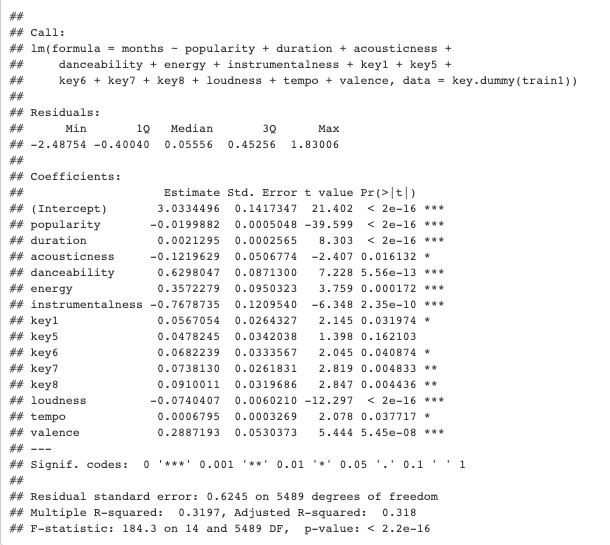 ##
## Call:
## lm(formula = months ~ popularity + duration + acousticness +
##     danceability + energy + instrumentalness + key1 + key5 +
##     key6 + key7 + key8 + loudness + tempo + valence, data = key.dummy(train1))
##
## Residuals:
##      Min       1Q   Median       3Q      Max
## -2.48754 -0.40040  0.05556  0.45256  1.83006
##
## Coefficients:
##                    Estimate Std. Error t value Pr(>|t|)
## (Intercept)       3.0334496  0.1417347  21.402  < 2e-16 ***
## popularity       -0.0199882  0.0005048 -39.599  < 2e-16 ***
## duration          0.0021295  0.0002565   8.303  < 2e-16 ***
## acousticness     -0.1219629  0.0506774  -2.407 0.016132 *
## danceability      0.6298047  0.0871300   7.228 5.56e-13 ***
## energy            0.3572279  0.0950323   3.759 0.000172 ***
## instrumentalness -0.7678735  0.1209540  -6.348 2.35e-10 ***
## key1              0.0567054  0.0264327   2.145 0.031974 *
## key5              0.0478245  0.0342038   1.398 0.162103
## key6              0.0682239  0.0333567   2.045 0.040874 *
## key7              0.0738130  0.0261831   2.819 0.004833 **
## key8              0.0910011  0.0319686   2.847 0.004436 **
## loudness         -0.0740407  0.0060210 -12.297  < 2e-16 ***
## tempo             0.0006795  0.0003269   2.078 0.037717 *
## valence           0.2887193  0.0530373   5.444 5.45e-08 ***
## ---
## Signif. codes:  0 '***' 0.001 '**' 0.01 '*' 0.05 '.' 0.1 ' ' 1
##
## Residual standard error: 0.6245 on 5489 degrees of freedom
## Multiple R-squared:  0.3197, Adjusted R-squared:  0.318
## F-statistic: 184.3 on 14 and 5489 DF,  p-value: < 2.2e-16